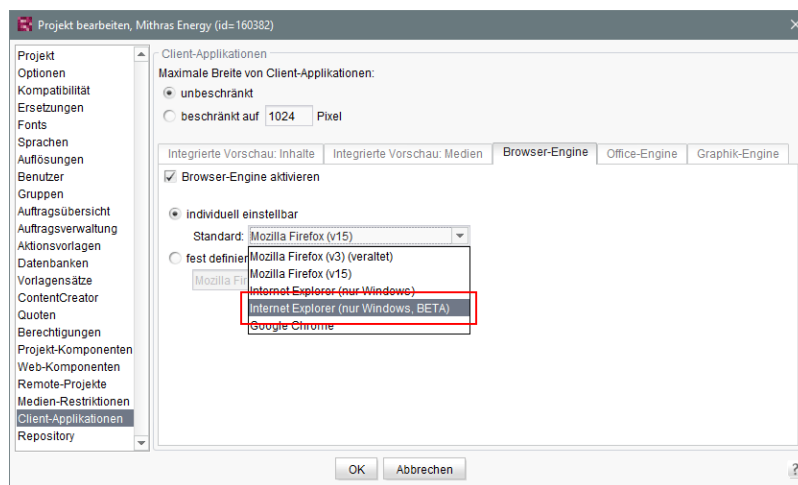 Projekt bearbeiten, Mithras Energy (id=160382)
Projekt
Optionen
Kompatibilität
Ersetzungen
Fonts
Sprachen
Auflösungen
Benutzer
Gruppen
Auftragsübersicht
Auftragsverwaltung
Aktionsvorlagen
Datenbanken
Vorlagensätze
ContentCreator
Quoten
Berechtigungen
Projekt-Komponenten
Web-Komponenten
Remote-Projekte
Medien-Restriktionen
Client-Applikationen
Repository
Client-Applikationen
Maximale Breite von Client-Applikationen:
unbeschränkt
beschränkt auf 1024 Pixel
Integrierte Vorschau: Inhalte Integrierte Vorschau: Medien Browser-Engine Office-Engine Graphik-Engine
Browser-Engine aktivieren
individuell einstellbar
Standard: Mozilla Firefox (v15)
fest definier
Mozilla Fir
Mozilla Firefox (v3) (veraltet)
Mozilla Firefox (v15)
Internet Explorer (nur Windows)
Internet Explorer (nur Windows, BETA)
Google Chrome
OK Abbrechen
?